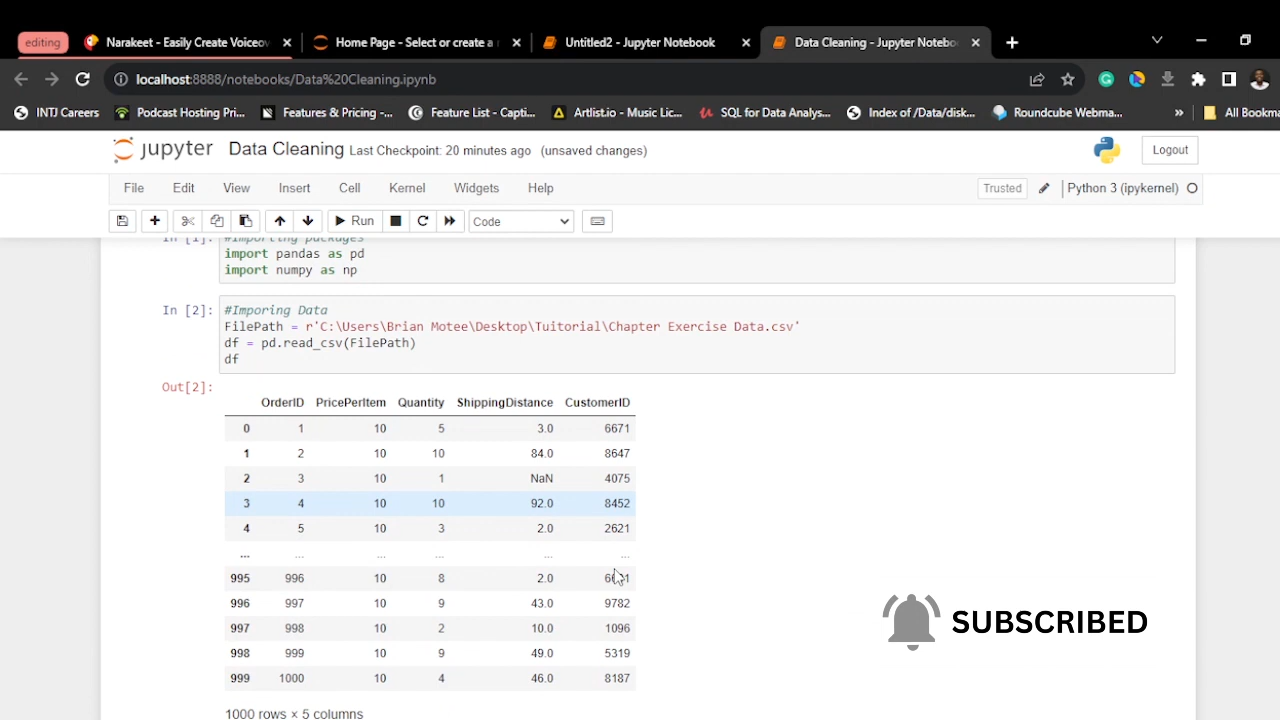 editing
Narakeet - Easily Create Voiceov
Home Page - Select or create a
Untitled2 - Jupyter Notebook
Data Cleaning - Jupyter Notebo
localhost:8888/notebooks/Data%20Cleaning.ipynb
INTJ Careers
Podcast Hosting Pri...
Features & Pricing -...
Feature List - Capti...
Artlist.io - Music Lic...
SQL for Data Analys...
Index of /Data/disk...
Roundcube Webma...
»
All Bookma
jupyter Data Cleaning Last Checkpoint: 20 minutes ago (unsaved changes)
Logout
File Edit View Insert Cell Kernel Widgets Help
Trusted
Python 3 (ipykernel)
Run
Code
In [1]: #Importing packages
import pandas as pd
import numpy as np
In [2]: #Imporing Data
FilePath = r'C:\Users\Brian Motee\Desktop\Tuitorial\Chapter Exercise Data.csv'
df = pd.read_csv(FilePath)
df
Out[2]:
OrderID PricePerItem Quantity ShippingDistance CustomerID
0 1 10 5 3.0 6671
1 2 10 10 84.0 8647
2 3 10 1 NaN 4075
3 4 10 10 92.0 8452
4 5 10 3 2.0 2621
... ... ... ... ... ...
995 996 10 8 2.0
996 997 10 9 43.0 9782
997 998 10 2 10.0 1096
998 999 10 9 49.0 5319
999 1000 10 4 46.0 8187
1000 rows × 5 columns
SUBSCRIBED